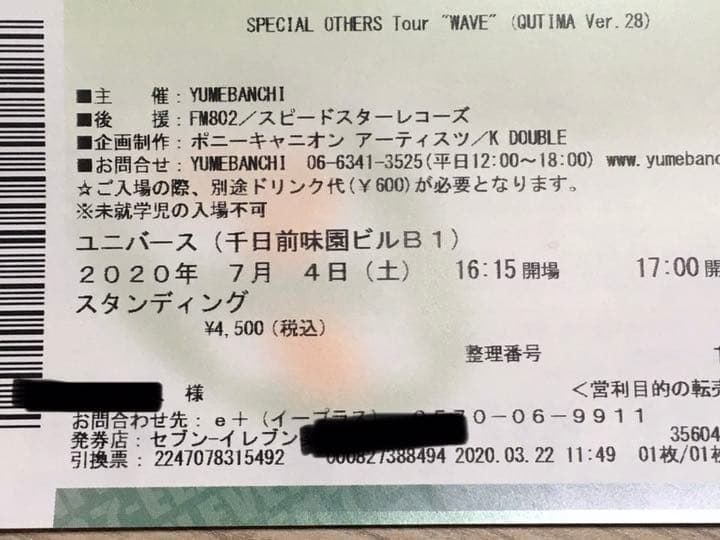 SPECIAL OTHERS Tour "WAVE" (QUTIMA Ver.28)
■主　　催：YUMEBANCHI
■後　　援：FM802／スピードスターレコーズ
■企画制作：ポニーキャニオン アーティスツ／K DOUBLE
■お問合せ：YUMEBANCHI 06-6341-3525(平日12:00～18:00) www.yumebanc
☆ご入場の際、別途ドリンク代(￥600)が必要となります。
※未就学児の入場不可
ユニバース（千日前味園ビルＢ１）
２０２０年　７月　４日（土）　16:15 開場　17:00 開
スタンディング
￥4,500(税込)
整理番号
様　＜営利目的の転売
お問合わせ先：ｅ＋（イープラス） 0570-06-9911
発券店：セブン-イレブン 35604
引換票：2247078315492 000827388494 2020.03.22 11:49 01枚/01枚